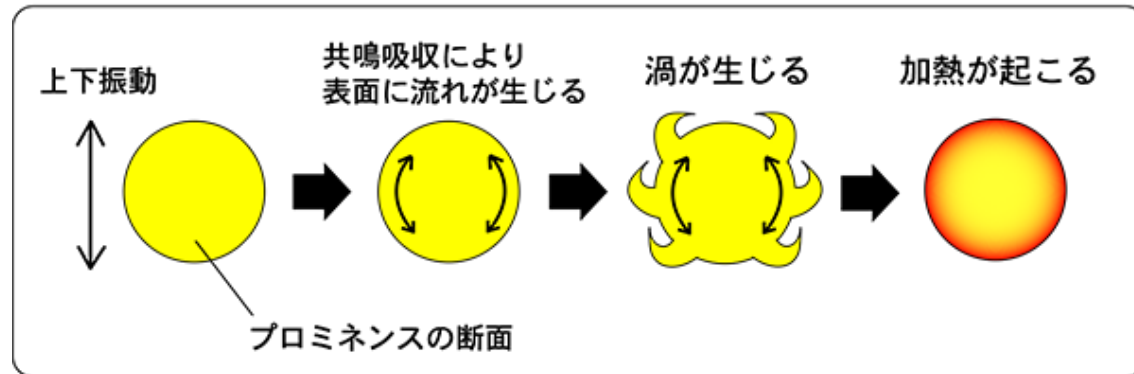 上下振動
共鳴吸収により
表面に流れが生じる
渦が生じる
加熱が起こる
プロミネンスの断面